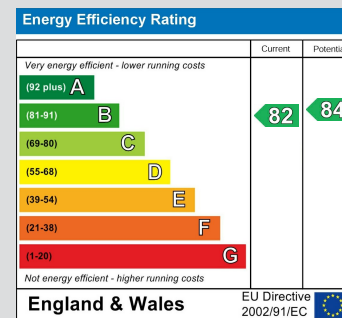 Energy Efficiency Rating
Current
Very energy efficient - lower running costs
(92 plus) A
(81-91) B
82
84
(69-80) C
(55-68) D
(39-54) E
(21-38) F
(1-20) G
Not energy efficient - higher running costs
England & Wales
EU Directive
2002/91/EC